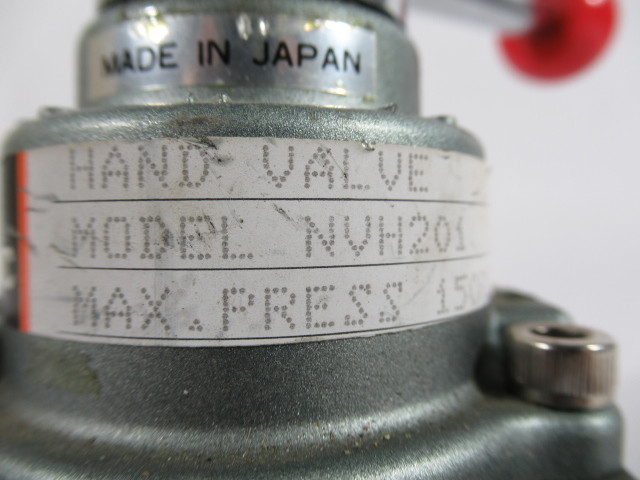 MADE IN JAPAN
HAND VALVE
MODEL NVH201
MAX.PRESS